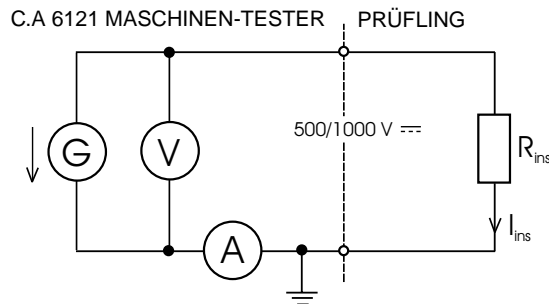 C.A 6121 MASCHINEN-TESTER PRÜFLING
500/1000 V ⎓
G
V
R_ins
I_ins
A